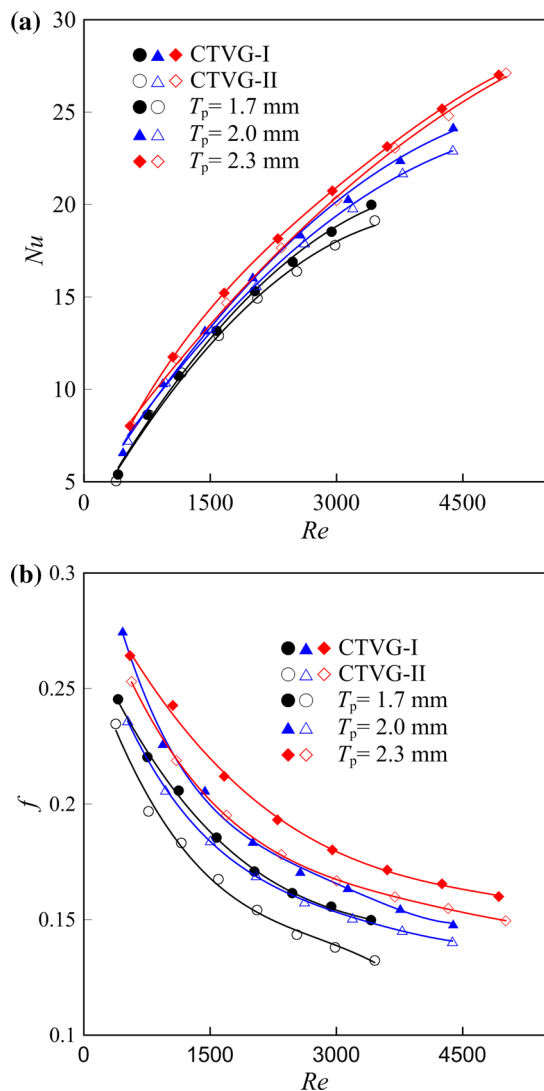 (a)
30
25
20
15
10
5
Nu
CTVG-I
CTVG-II
Tp= 1.7 mm
Tp= 2.0 mm
Tp= 2.3 mm
0 1500 3000 4500
Re
(b)
0.3
0.25
0.2
0.15
0.1
f
CTVG-I
CTVG-II
Tp= 1.7 mm
Tp= 2.0 mm
Tp= 2.3 mm
0 1500 3000 4500
Re